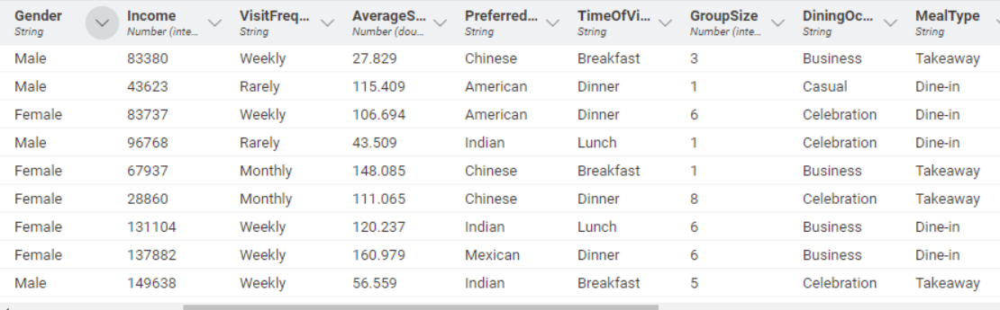 Gender Income VisitFreq... AverageS... Preferred... TimeOfVi... GroupSize DiningOc... MealType
String Number (inte... String Number (dou... String String Number (inte... String String
Male 83380 Weekly 27.829 Chinese Breakfast 3 Business Takeaway
Male 43623 Rarely 115.409 American Dinner 1 Casual Dine-in
Female 83737 Weekly 106.694 American Dinner 6 Celebration Dine-in
Male 96768 Rarely 43.509 Indian Lunch 1 Celebration Dine-in
Female 67937 Monthly 148.085 Chinese Breakfast 1 Business Takeaway
Female 28860 Monthly 111.065 Chinese Dinner 8 Celebration Takeaway
Female 131104 Weekly 120.237 Indian Lunch 6 Business Dine-in
Female 137882 Weekly 160.979 Mexican Dinner 6 Business Dine-in
Male 149638 Weekly 56.559 Indian Breakfast 5 Celebration Takeaway